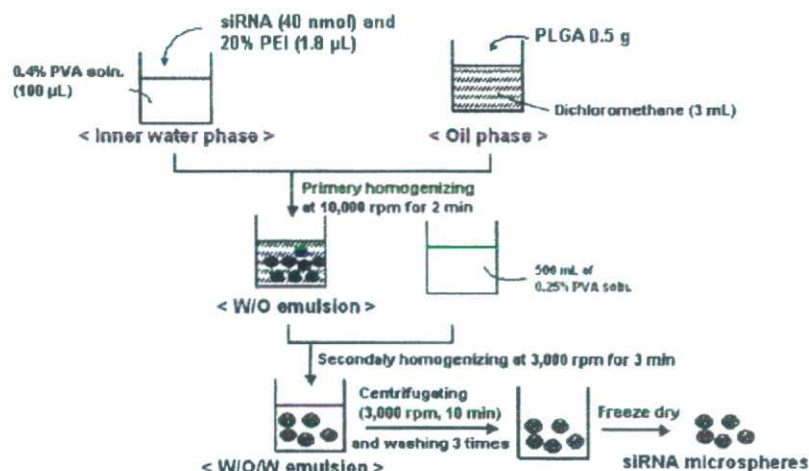 siRNA (40 nmol) and
20% PEI (1.8 µL)
0.4% PVA soln.
(100 µL)
< Inner water phase >
PLGA 0.5 g
Dichloromethane (3 mL)
< Oil phase >
Primary homogenizing
at 10,000 rpm for 2 min
< W/O emulsion >
500 mL of
0.25% PVA soln.
Secondaly homogenizing at 3,000 rpm for 3 min
Centrifugating
(3,000 rpm, 10 min)
and washing 3 times
< W/O/W emulsion >
Freeze dry
siRNA microspheres